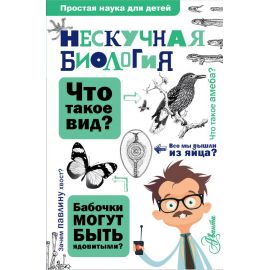 Простая наука для детей
НЕСКУЧНАЯ
БИОЛОГИЯ
Что
такое
вид?
Что такое амеба?
Все мы вышли
из яйца?
Зачем павлину хвост?
Бабочки
МОГУТ
БЫТЬ
ядовитыми?
Аванта